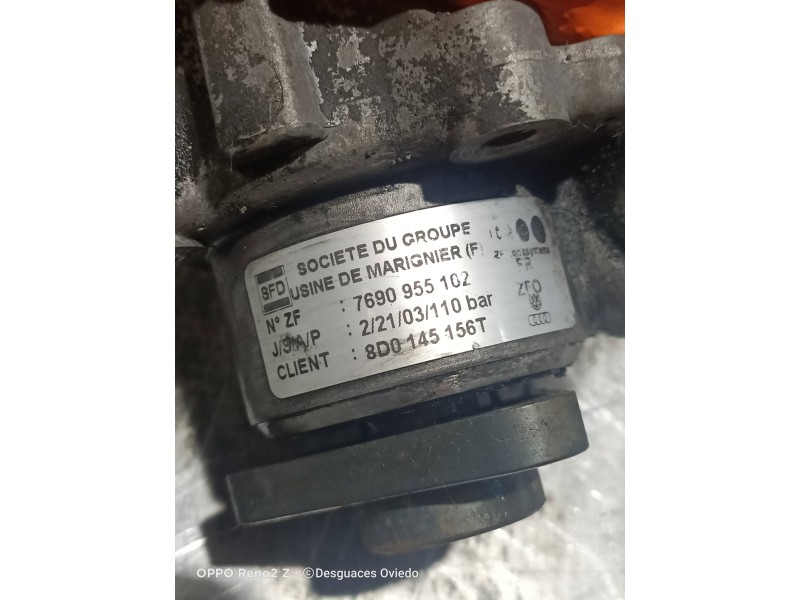 SFD
SOCIETE DU GROUPE
USINE DE MARIGNIER (F)
N° ZF : 7690 955 102
J/S/A/P : 2/21/03/110 bar
CLIENT : 8D0 145 156T
ZFO
OPPO Reno2 Z ©Desguaces Oviedo